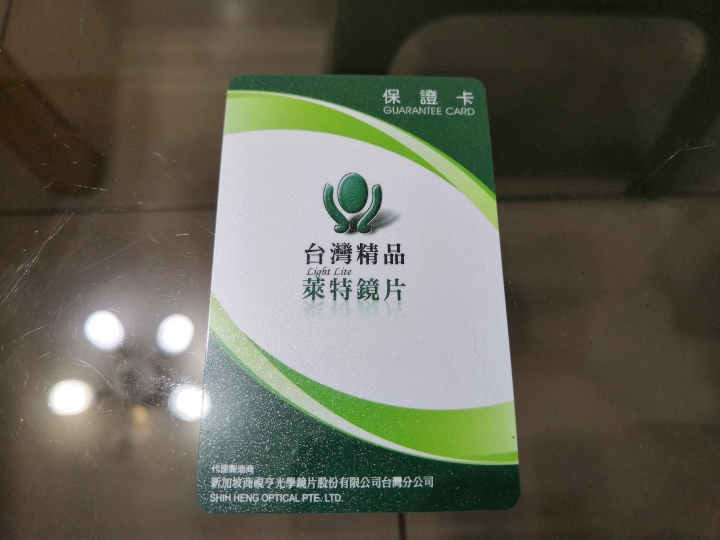 保證卡
GUARANTEE CARD
台灣精品
Light Lite
萊特鏡片
代理製造商
新加坡商視亨光學鏡片股份有限公司台灣分公司
SHIH HENG OPTICAL PTE. LTD.